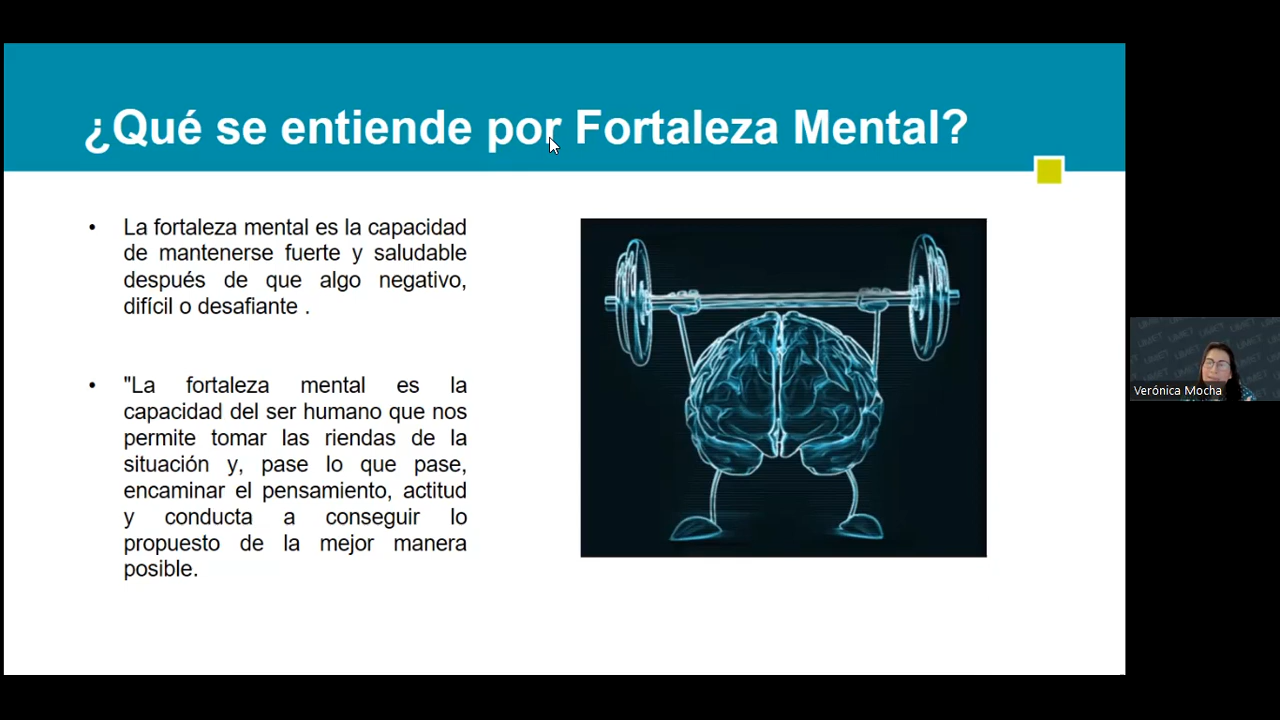 ¿Qué se entiende por Fortaleza Mental?
• La fortaleza mental es la capacidad
de mantenerse fuerte y saludable
después de que algo negativo,
difícil o desafiante .
• "La fortaleza mental es la
capacidad del ser humano que nos
permite tomar las riendas de la
situación y, pase lo que pase,
encaminar el pensamiento, actitud
y conducta a conseguir lo
propuesto de la mejor manera
posible.
Verónica Mocha